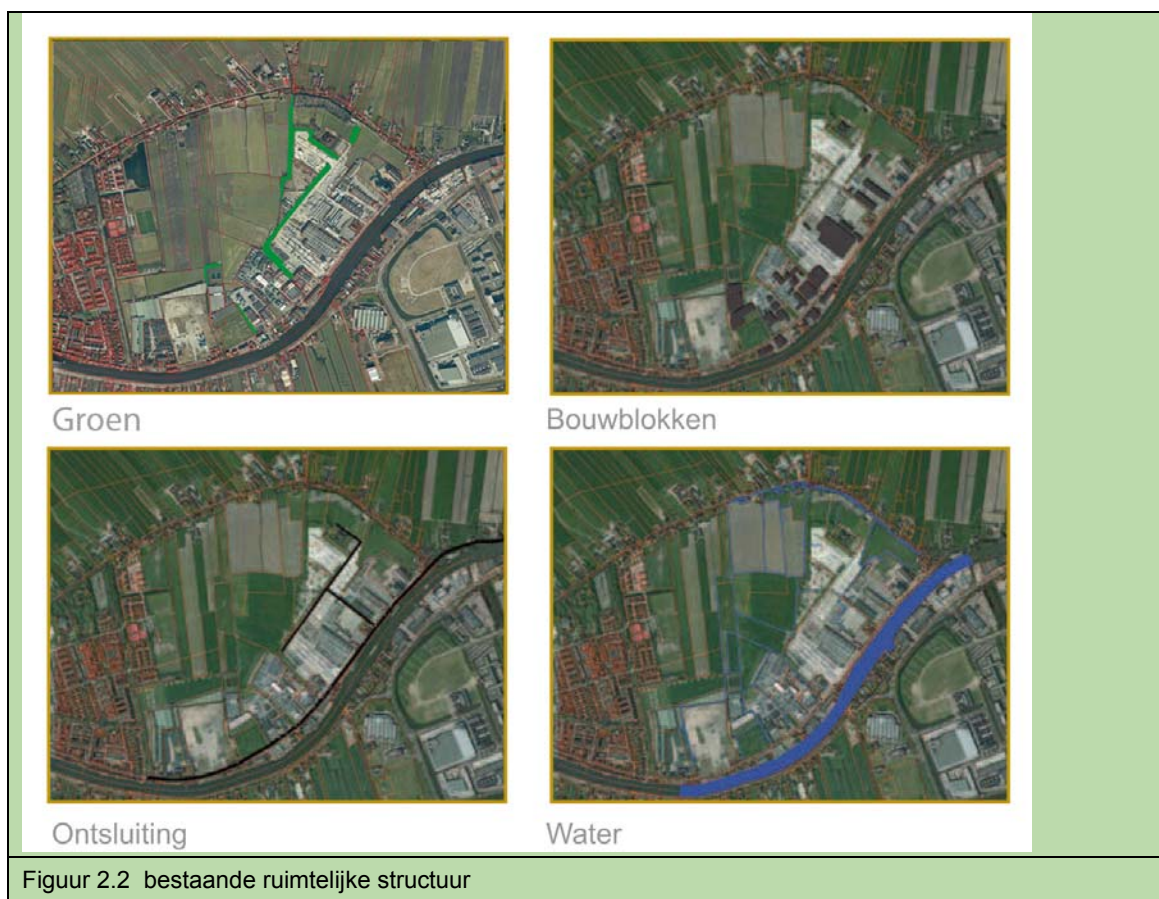 Groen
Bouwblokken
Ontsluiting
Water
Figuur 2.2 bestaande ruimtelijke structuur